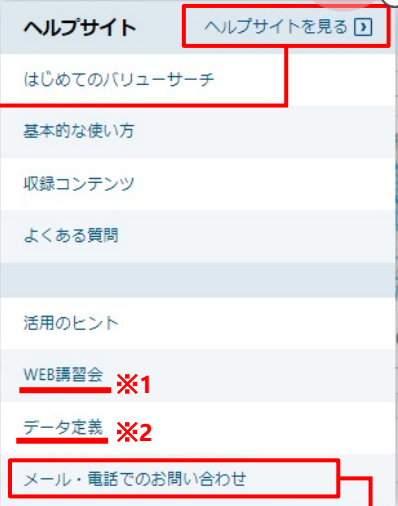 ヘルプサイト ヘルプサイトを見る
はじめてのバリューサーチ
基本的な使い方
収録コンテンツ
よくある質問
活用のヒント
WEB講習会 ※1
データ定義 ※2
メール・電話でのお問い合わせ